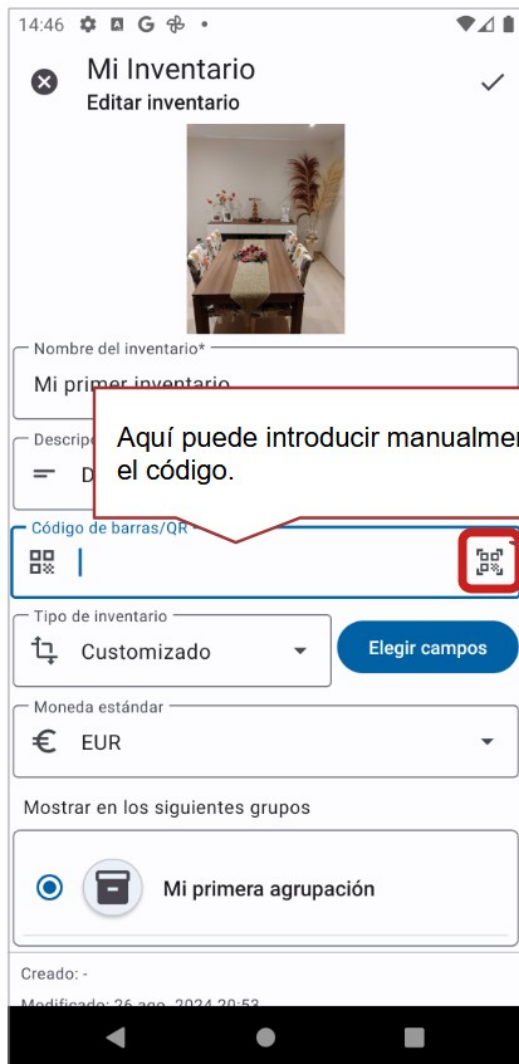 14:46
Mi Inventario
Editar inventario
Nombre del inventario*
Mi primer inventario
Aquí puede introducir manualmen
el código.
Descripc
D
Código de barras/QR
Tipo de inventario
Customizado
Elegir campos
Moneda estándar
€ EUR
Mostrar en los siguientes grupos
Mi primera agrupación
Creado: -
Modificado: 26 ago. 2024 20:53